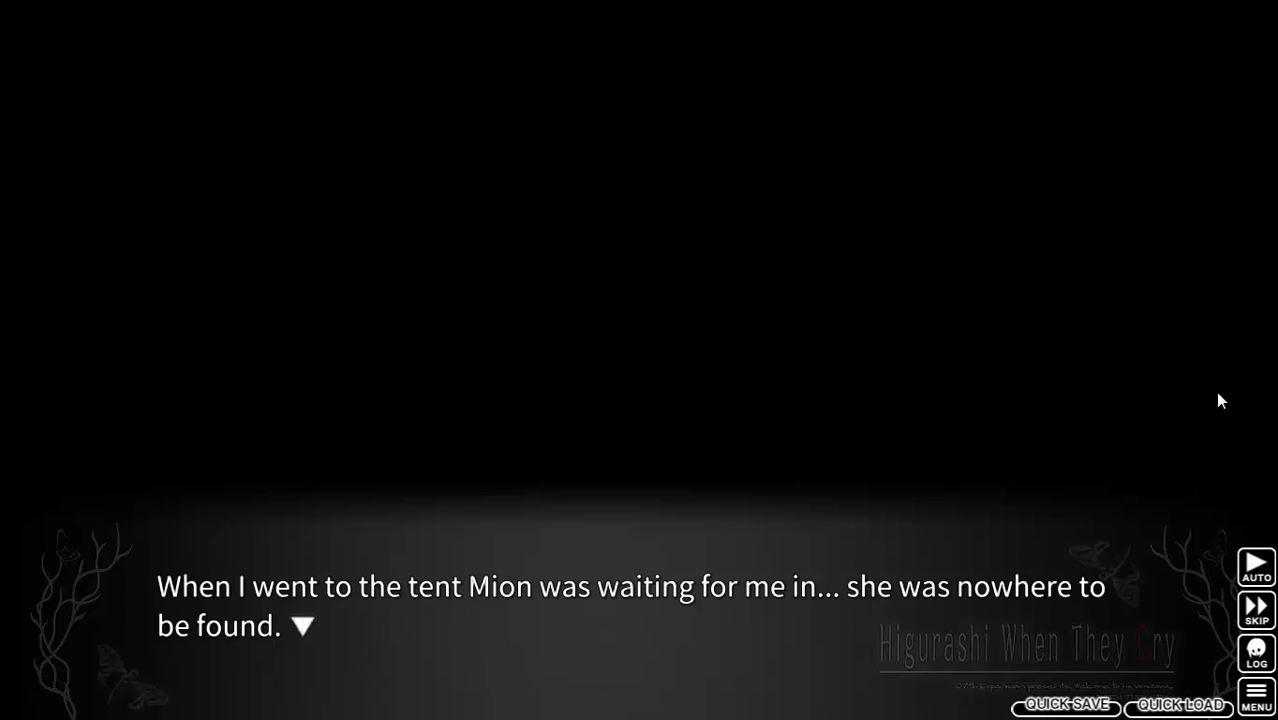 When I went to the tent Mion was waiting for me in... she was nowhere to
be found.
Higurashi When They Cry
AUTO
SKIP
LOG
MENU
QUICK SAVE
QUICK LOAD